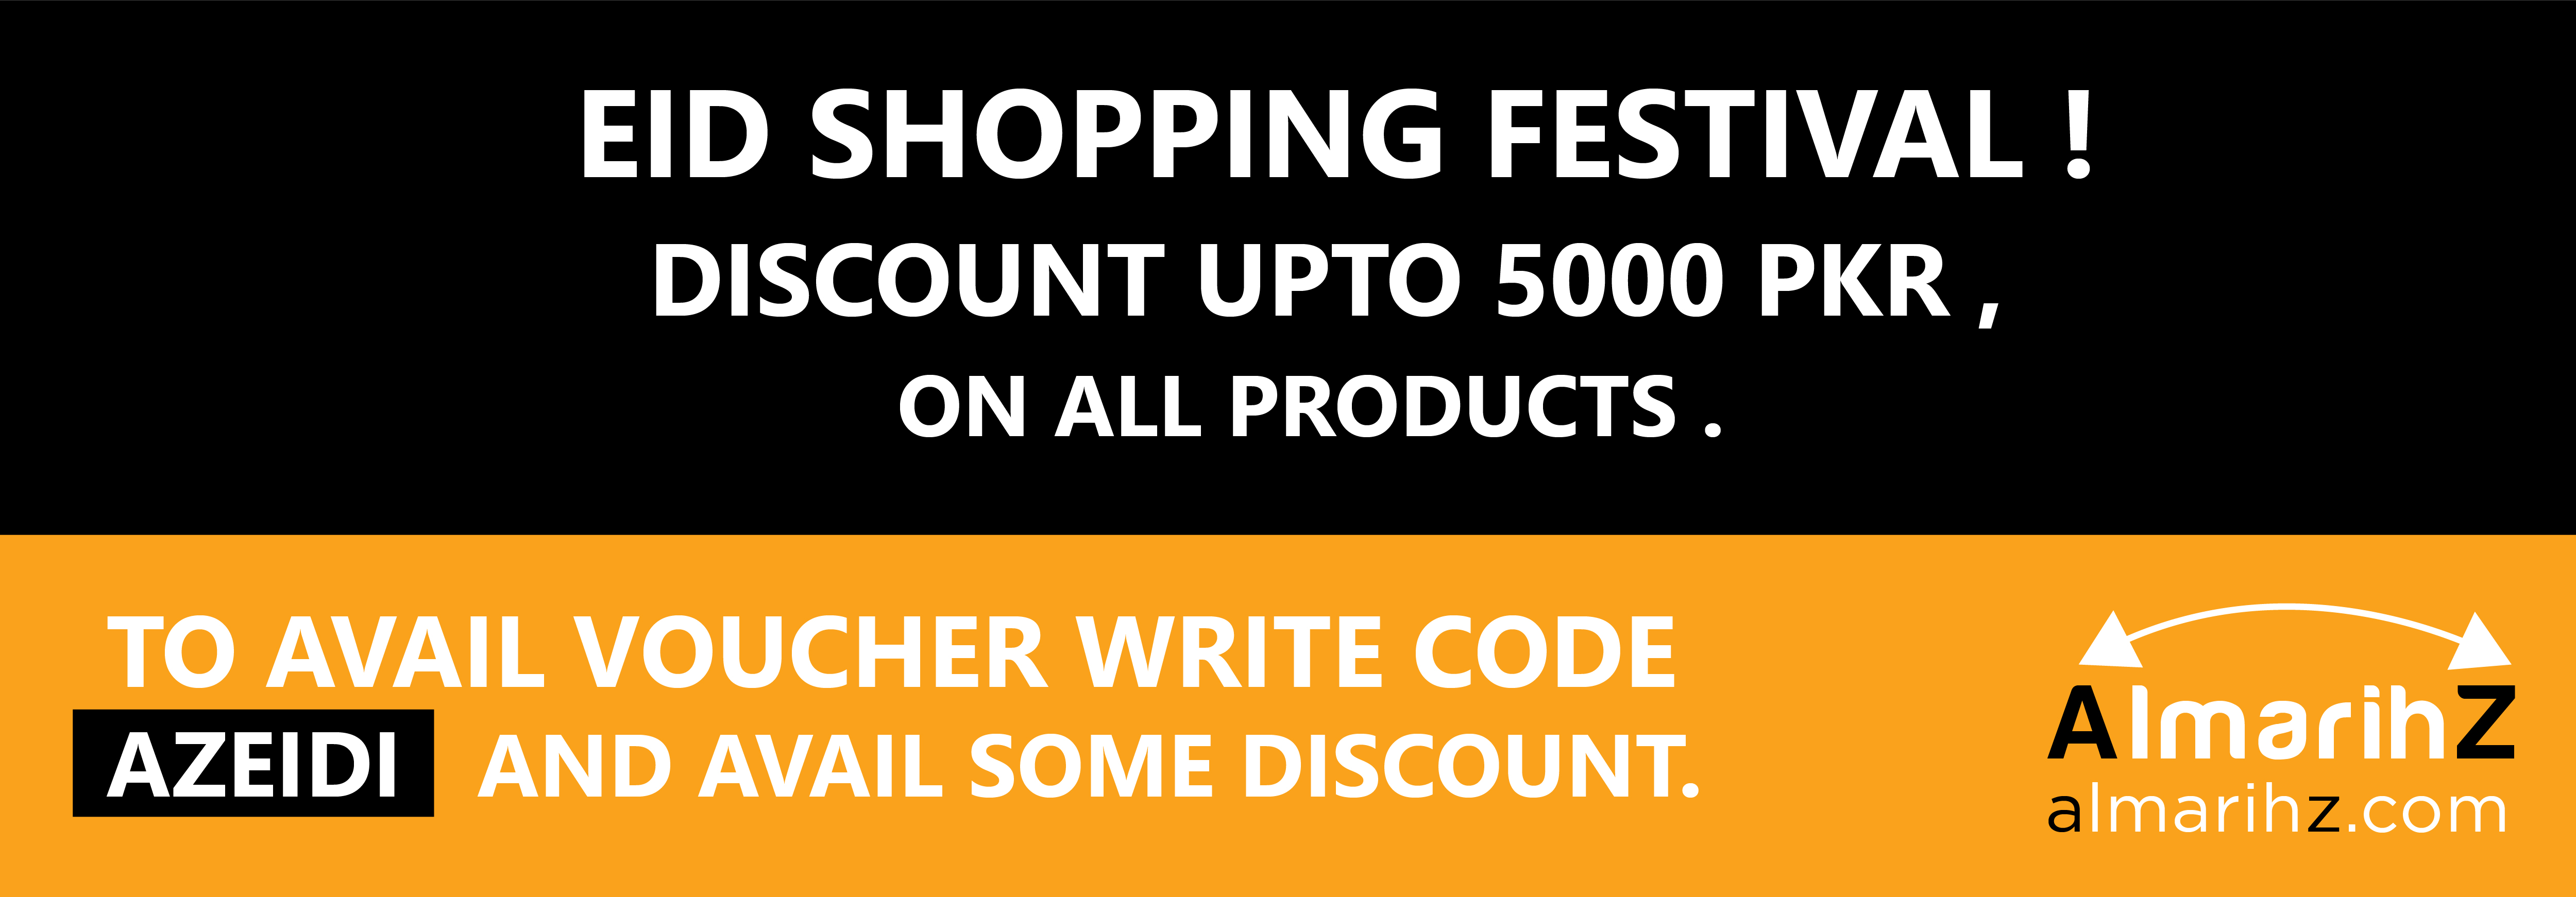 EID SHOPPING FESTIVAL !
DISCOUNT UPTO 5000 PKR ,
ON ALL PRODUCTS .
TO AVAIL VOUCHER WRITE CODE
AZEIDI AND AVAIL SOME DISCOUNT.
AlmarihZ
almarihz.com